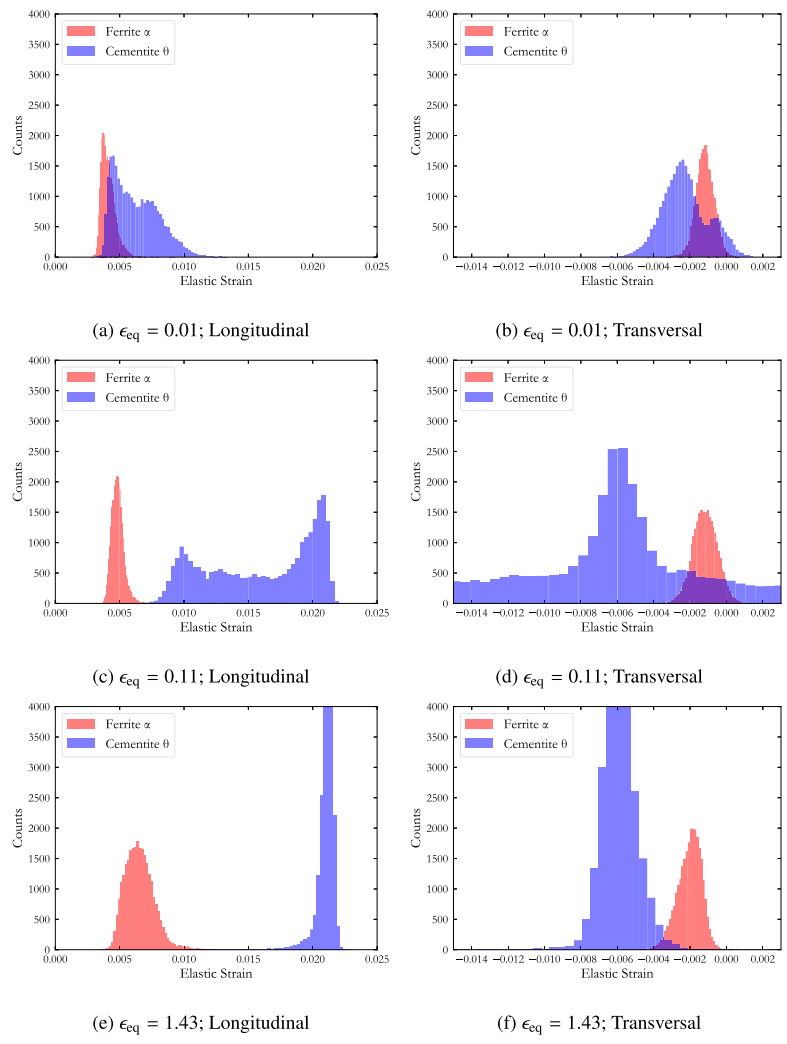 4000
3500
3000
2500
2000
1500
1000
500
0
Counts
Ferrite α
Cementite θ
0.000 0.005 0.010 0.015 0.020 0.025
Elastic Strain
(a) ϵeq = 0.01; Longitudinal
4000
3500
3000
2500
2000
1500
1000
500
0
Counts
Ferrite α
Cementite θ
−0.014 −0.012 −0.010 −0.008 −0.006 −0.004 −0.002 0.000 0.002
Elastic Strain
(b) ϵeq = 0.01; Transversal
4000
3500
3000
2500
2000
1500
1000
500
0
Counts
Ferrite α
Cementite θ
0.000 0.005 0.010 0.015 0.020 0.025
Elastic Strain
(c) ϵeq = 0.11; Longitudinal
4000
3500
3000
2500
2000
1500
1000
500
0
Counts
Ferrite α
Cementite θ
−0.014 −0.012 −0.010 −0.008 −0.006 −0.004 −0.002 0.000 0.002
Elastic Strain
(d) ϵeq = 0.11; Transversal
4000
3500
3000
2500
2000
1500
1000
500
0
Counts
Ferrite α
Cementite θ
0.000 0.005 0.010 0.015 0.020 0.025
Elastic Strain
(e) ϵeq = 1.43; Longitudinal
4000
3500
3000
2500
2000
1500
1000
500
0
Counts
Ferrite α
Cementite θ
−0.014 −0.012 −0.010 −0.008 −0.006 −0.004 −0.002 0.000 0.002
Elastic Strain
(f) ϵeq = 1.43; Transversal